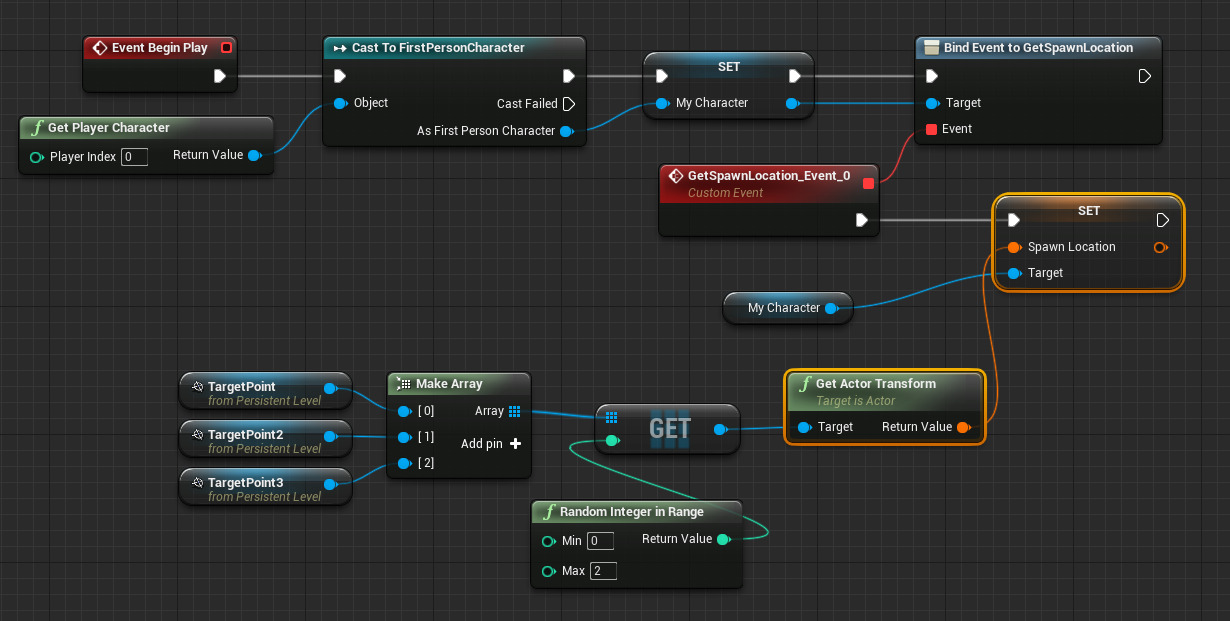 Event Begin Play
Cast To FirstPersonCharacter
Object
Cast Failed
As First Person Character
SET
My Character
Bind Event to GetSpawnLocation
Target
Event
f Get Player Character
Player Index 0
Return Value
GetSpawnLocation_Event_0
Custom Event
SET
Spawn Location
Target
My Character
TargetPoint
from Persistent Level
TargetPoint2
from Persistent Level
TargetPoint3
from Persistent Level
Make Array
[ 0] Array
[ 1] Add pin +
[ 2]
GET
f Get Actor Transform
Target is Actor
Target Return Value
f Random Integer in Range
Min 0 Return Value
Max 2